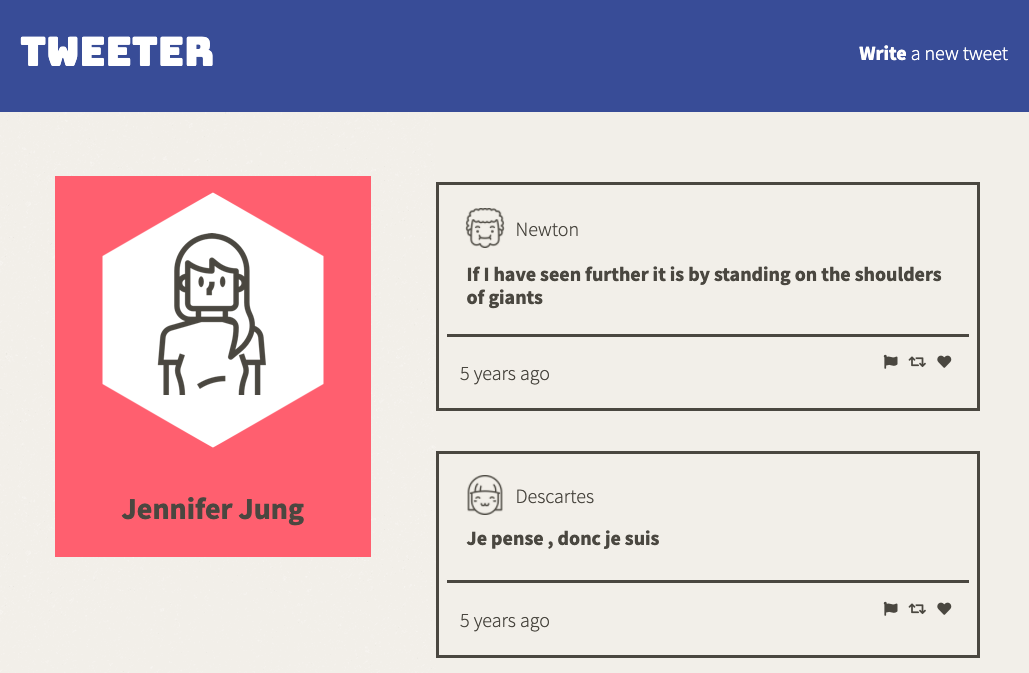 TWEETER
Write a new tweet
Jennifer Jung
Newton
If I have seen further it is by standing on the shoulders
of giants
5 years ago
Descartes
Je pense , donc je suis
5 years ago